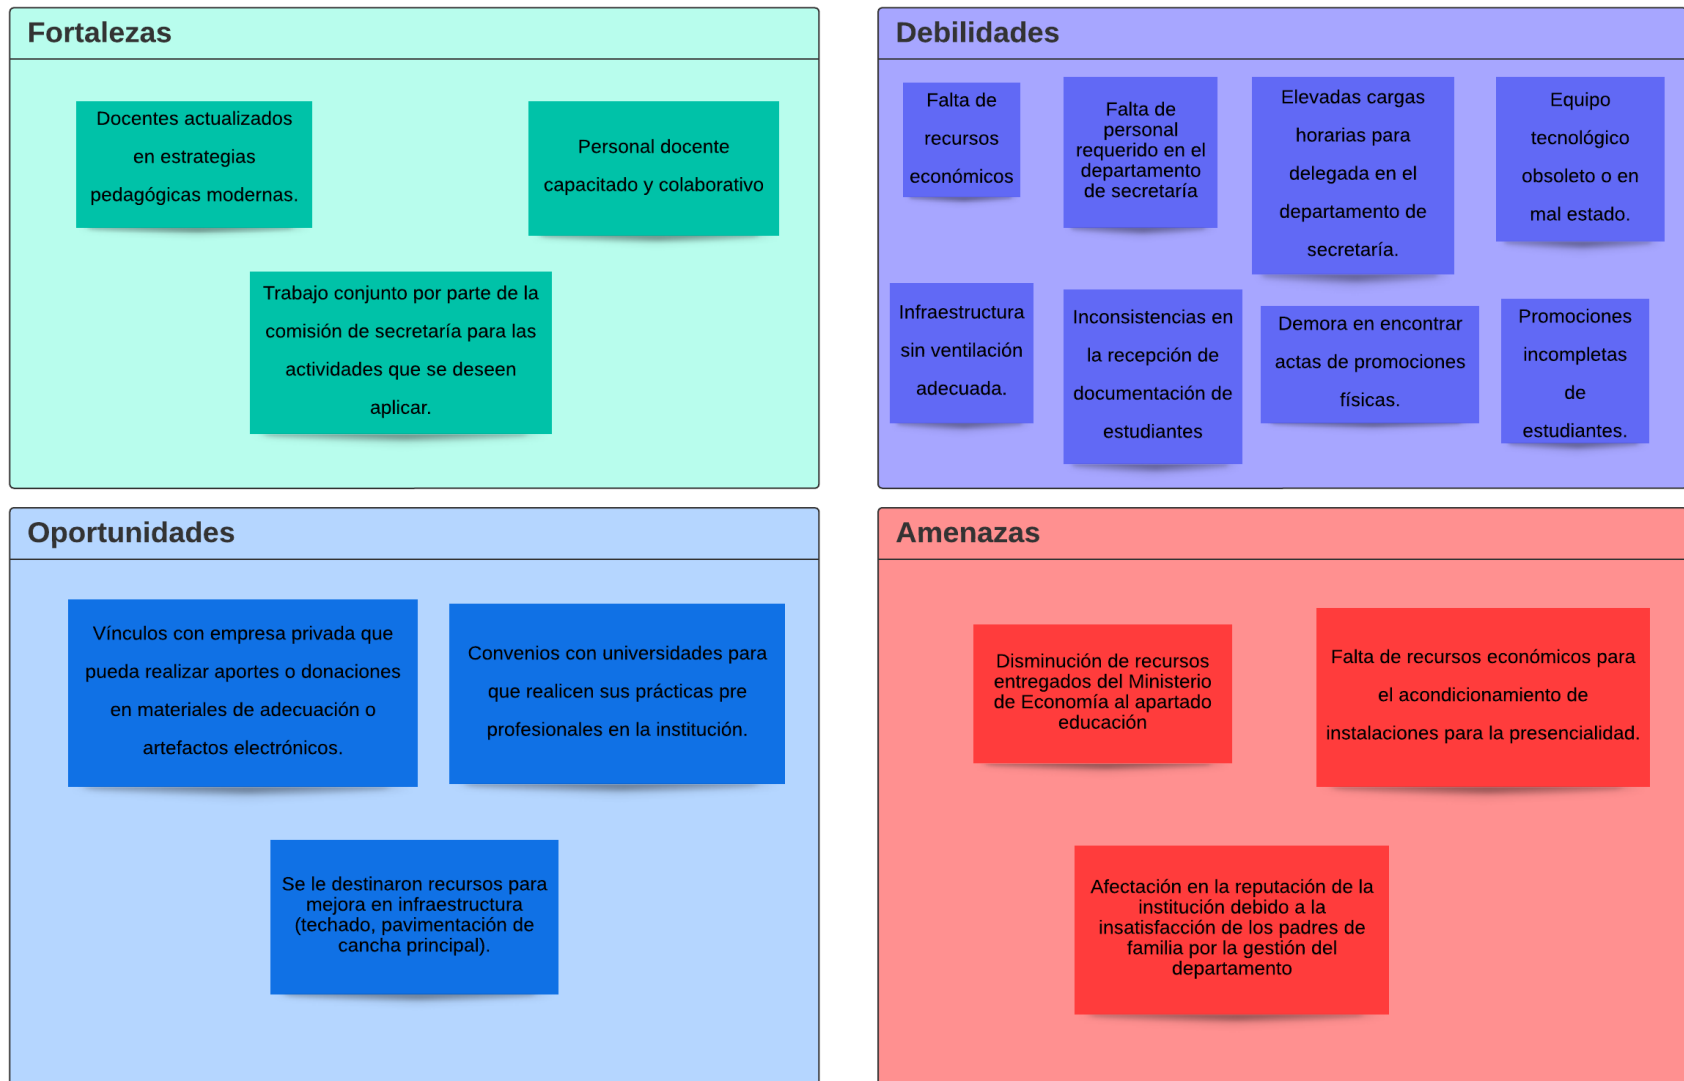 Fortalezas
Docentes actualizados
en estrategias
pedagógicas modernas.
Personal docente
capacitado y colaborativo
Trabajo conjunto por parte de la
comisión de secretaría para las
actividades que se deseen
aplicar.
Debilidades
Falta de
recursos
económicos
Falta de
personal
requerido en el
departamento
de secretaría
Elevadas cargas
horarias para
delegada en el
departamento de
secretaría.
Equipo
tecnológico
obsoleto o en
mal estado.
Infraestructura
sin ventilación
adecuada.
Inconsistencias en
la recepción de
documentación de
estudiantes
Demora en encontrar
actas de promociones
físicas.
Promociones
incompletas
de
estudiantes.
Oportunidades
Vínculos con empresa privada que
pueda realizar aportes o donaciones
en materiales de adecuación o
artefactos electrónicos.
Convenios con universidades para
que realicen sus prácticas pre
profesionales en la institución.
Se le destinaron recursos para
mejora en infraestructura
(techado, pavimentación de
cancha principal).
Amenazas
Disminución de recursos
entregados del Ministerio
de Economía al apartado
educación
Falta de recursos económicos para
el acondicionamiento de
instalaciones para la presencialidad.
Afectación en la reputación de la
institución debido a la
insatisfacción de los padres de
familia por la gestión del
departamento